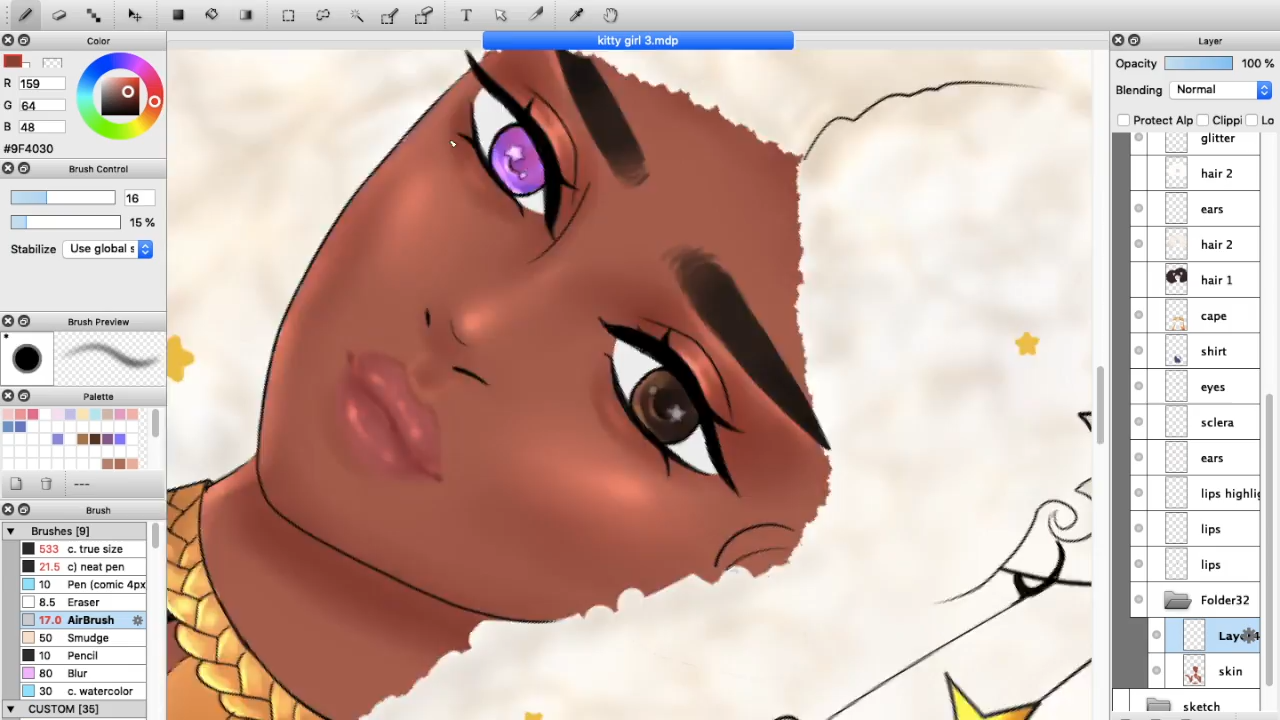 kitty girl 3.mdp
Color
R 159
G 64
B 48
#9F4030
Brush Control
16
15 %
Stabilize Use global s
Brush Preview
*
Palette
---
Brush
Brushes [9]
533 c. true size
21.5 c) neat pen
10 Pen (comic 4px
8.5 Eraser
17.0 AirBrush
50 Smudge
10 Pencil
80 Blur
30 c. watercolor
CUSTOM [35]
Layer
Opacity 100 %
Blending Normal
Protect Alp Clippi Lo
glitter
hair 2
ears
hair 2
hair 1
cape
shirt
eyes
sclera
ears
lips highlig
lips
lips
Folder32
skin
sketch